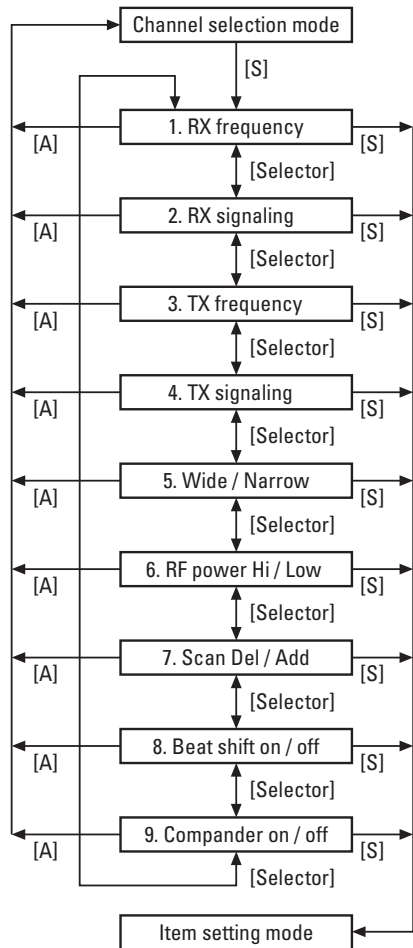 Channel selection mode
[S]
1. RX frequency
[A]
[S]
[Selector]
2. RX signaling
[A]
[S]
[Selector]
3. TX frequency
[A]
[S]
[Selector]
4. TX signaling
[A]
[S]
[Selector]
5. Wide / Narrow
[A]
[S]
[Selector]
6. RF power Hi / Low
[A]
[S]
[Selector]
7. Scan Del / Add
[A]
[S]
[Selector]
8. Beat shift on / off
[A]
[S]
[Selector]
9. Compander on / off
[A]
[S]
[Selector]
Item setting mode